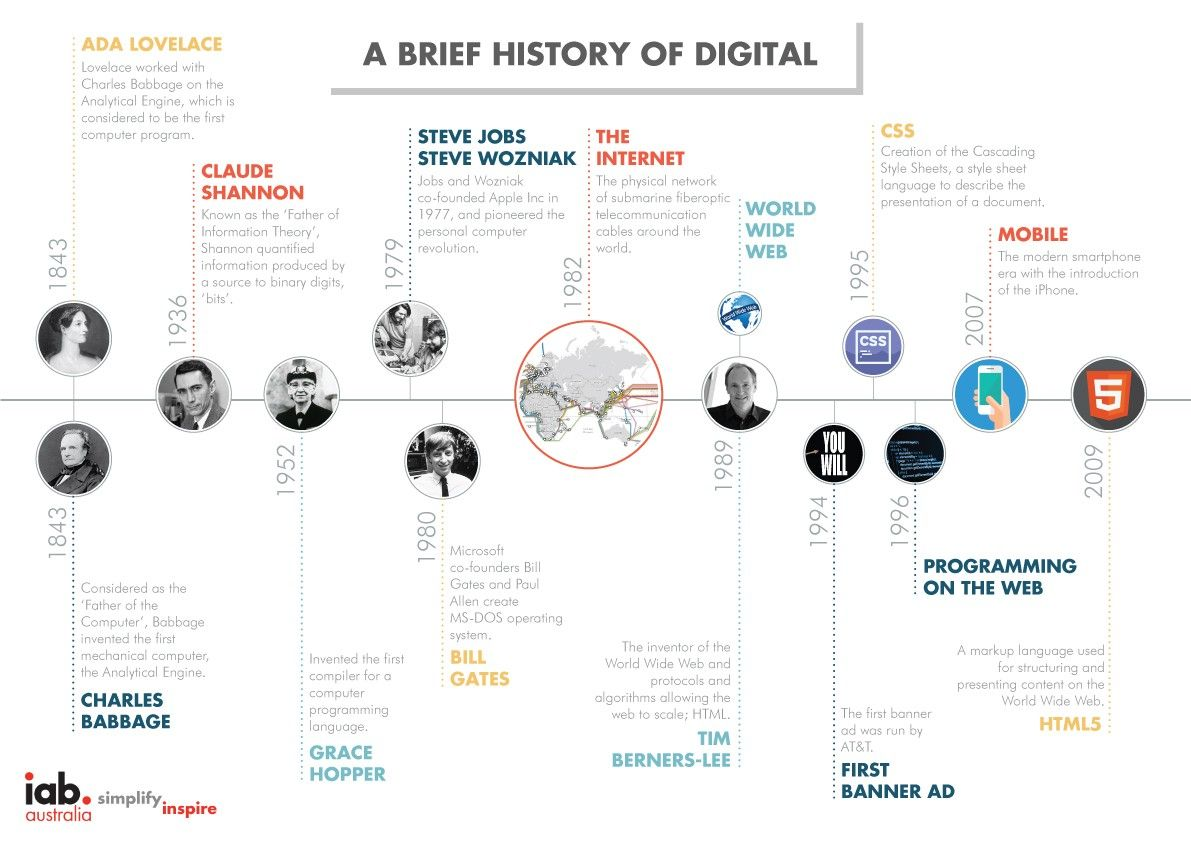 A BRIEF HISTORY OF DIGITAL
ADA LOVELACE
Lovelace worked with
Charles Babbage on the
Analytical Engine, which is
considered to be the first
computer program.
1843
1843
Considered as the
'Father of the
Computer', Babbage
invented the first
mechanical computer,
the Analytical Engine.
CHARLES
BABBAGE
CLAUDE
SHANNON
Known as the 'Father of
Information Theory',
Shannon quantified
information produced by
a source to binary digits,
'bits'.
1936
1952
Invented the first
compiler for a
computer
programming
language.
GRACE
HOPPER
STEVE JOBS
STEVE WOZNIAK
Jobs and Wozniak
co-founded Apple Inc in
1977, and pioneered the
personal computer
revolution.
1979
1980
Microsoft
co-founders Bill
Gates and Paul
Allen create
MS-DOS operating
system.
BILL
GATES
THE
INTERNET
The physical network
of submarine fiberoptic
telecommunication
cables around the
world.
1982
WORLD
WIDE
WEB
World Wide Web
1989
The inventor of the
World Wide Web and
protocols and
algorithms allowing the
web to scale; HTML.
TIM
BERNERS-LEE
YOU
WILL
1994
The first banner
ad was run by
AT&T.
FIRST
BANNER AD
CSS
Creation of the Cascading
Style Sheets, a style sheet
language to describe the
presentation of a document.
1995
CSS
1996
PROGRAMMING
ON THE WEB
MOBILE
The modern smartphone
era with the introduction
of the iPhone.
2007
5
2009
A markup language used
for structuring and
presenting content on the
World Wide Web.
HTML5
iab.
australia
simplify
inspire